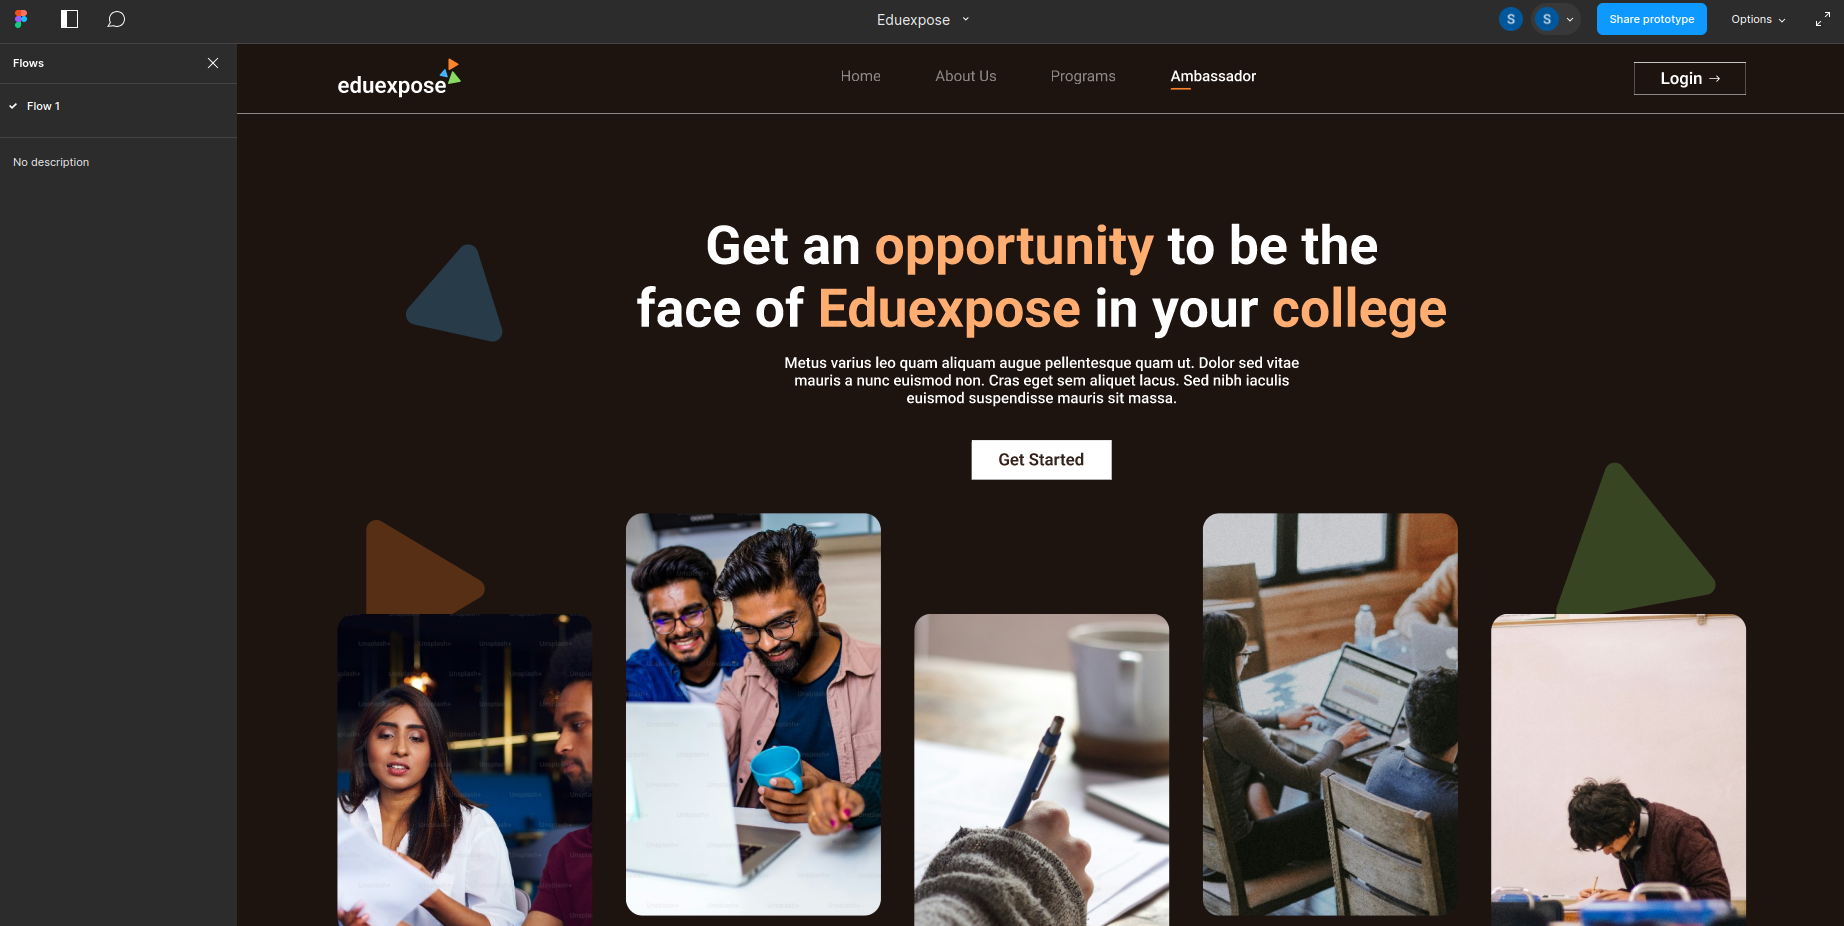 Eduexpose
S
S
Share prototype
Options
Flows
Flow 1
No description
eduexpose
Home
About Us
Programs
Ambassador
Login →
Get an opportunity to be the
face of Eduexpose in your college
Metus varius leo quam aliquam augue pellentesque quam ut. Dolor sed vitae
mauris a nunc euismod non. Cras eget sem aliquet lacus. Sed nibh iaculis
euismod suspendisse mauris sit massa.
Get Started